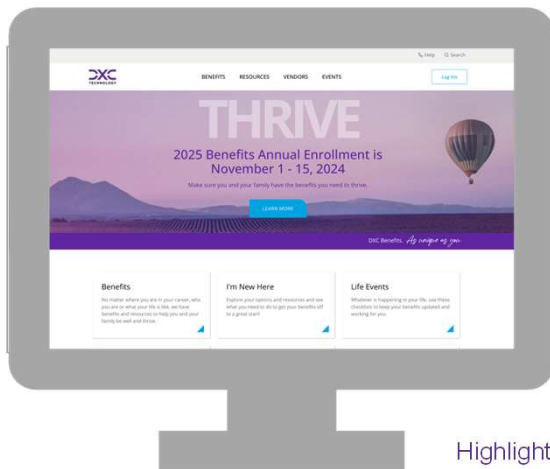 Help Search
DXC
TECHNOLOGY
BENEFITS RESOURCES VENDORS EVENTS
Log Inn
THRIVE
2025 Benefits Annual Enrollment is
November 1 - 15, 2024
Make sure you and your family have the benefits you need to thrive.
LEARN MORE
DXC Benefits. As unique as you.
Benefits
No matter where you are in your career, who
you are or what your life is like, we have
benefits and resources to help you and your
family be well and thrive.
I'm New Here
Explore your options and resources and see
what you need to do to get your benefits off
to a great start!
Life Events
Whatever is happening in your life, use these
checklists to keep your benefits updated and
working for you.
Highlight